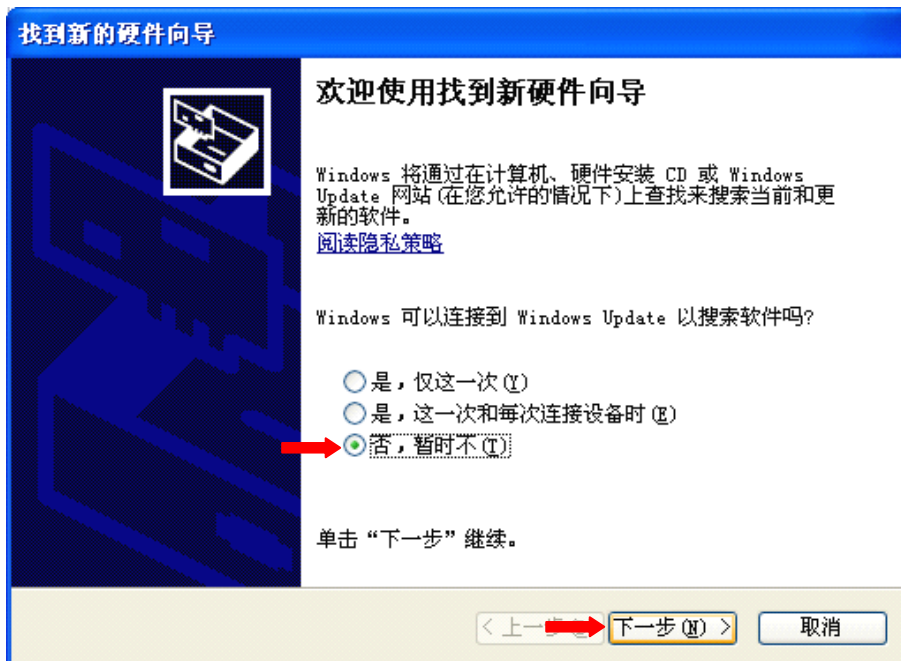 找到新的硬件向导
欢迎使用找到新硬件向导
Windows 将通过在计算机、硬件安装 CD 或 Windows
Update 网站(在您允许的情况下)上查找来搜索当前和更
新的软件。
阅读隐私策略
Windows 可以连接到 Windows Update 以搜索软件吗?
是，仅这一次(Y)
是，这一次和每次连接设备时(E)
否，暂时不(T)
单击“下一步”继续。
< 上一步
下一步(N) >
取消